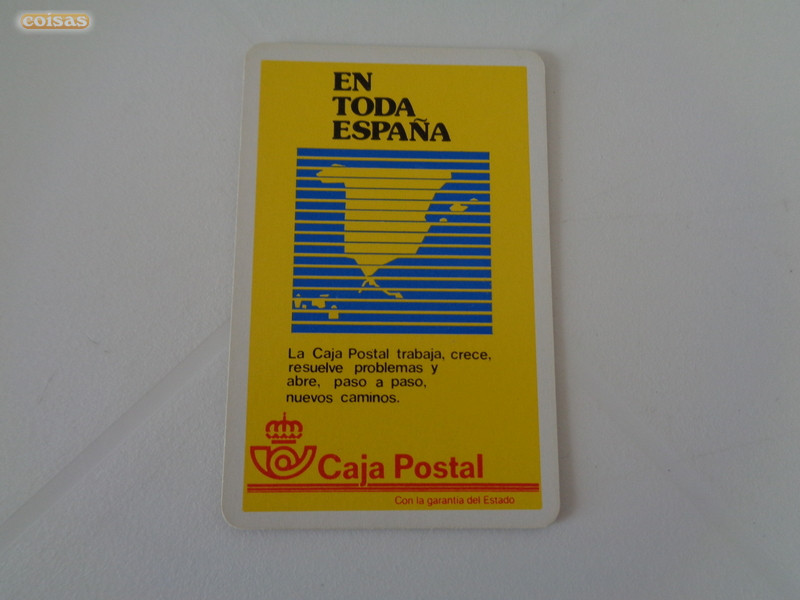 coisas
EN
TODA
ESPAÑA
La Caja Postal trabaja, crece,
resuelve problemas y
abre, paso a paso,
nuevos caminos.
Caja Postal
Con la garantía del Estado